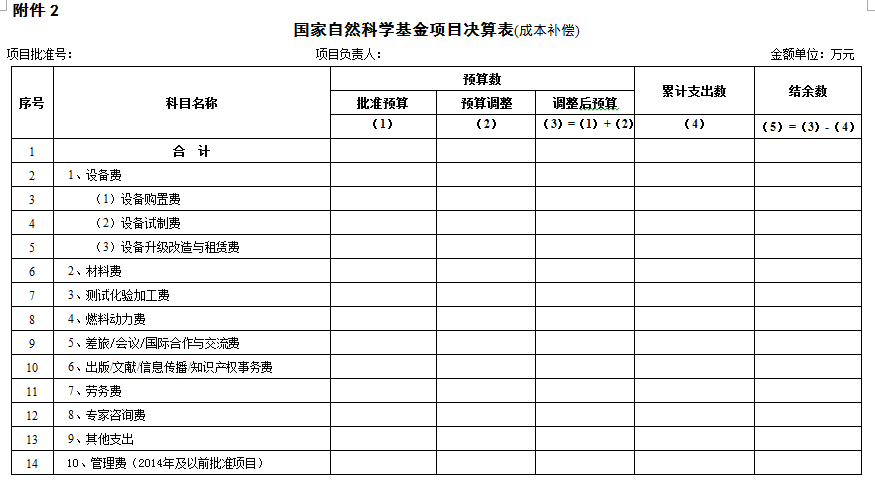 附件 2
国家自然科学基金项目决算表(成本补偿)
项目批准号： 项目负责人： 金额单位：万元
序号 科目名称 预算数 累计支出数 结余数
批准预算 预算调整 调整后预算
（1） （2） （3）=（1）+（2） （4） （5）=（3）-（4）
1 合 计
2 1、设备费
3 （1）设备购置费
4 （2）设备试制费
5 （3）设备升级改造与租赁费
6 2、材料费
7 3、测试化验加工费
8 4、燃料动力费
9 5、差旅/会议/国际合作与交流费
10 6、出版/文献/信息传播/知识产权事务费
11 7、劳务费
12 8、专家咨询费
13 9、其他支出
14 10、管理费（2014年及以前批准项目）